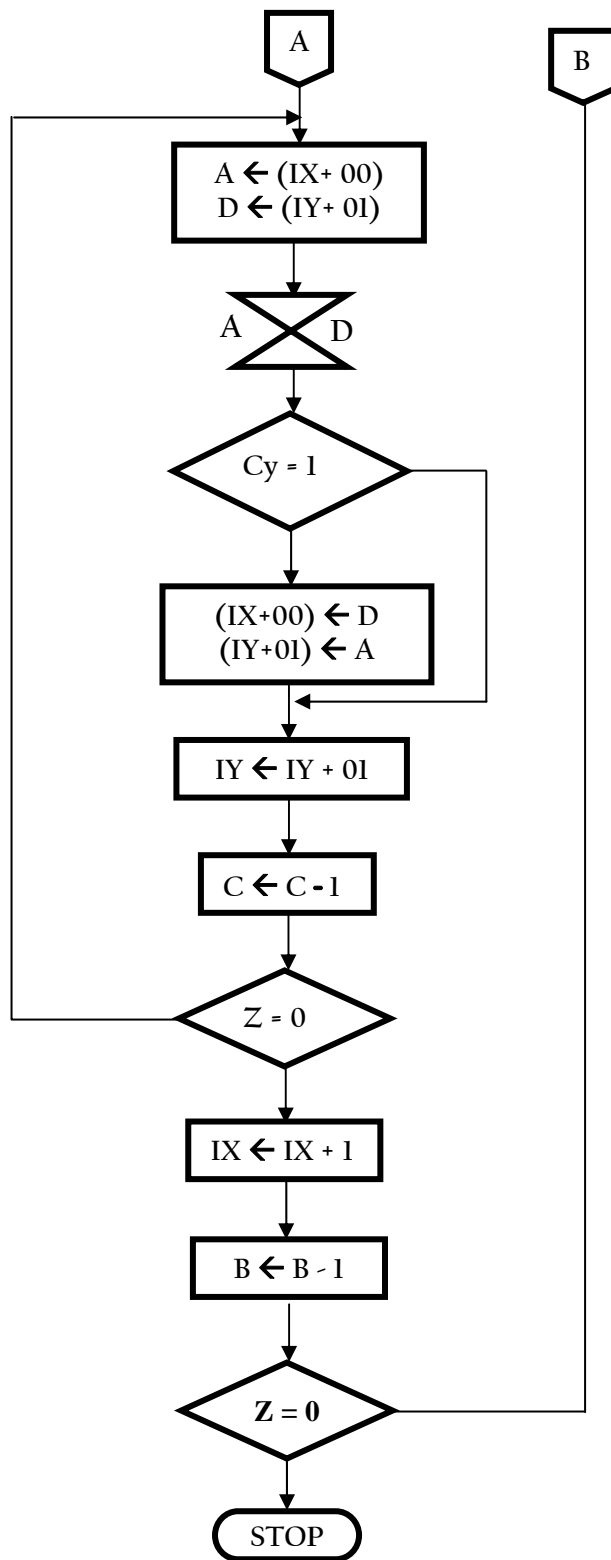 A
B
A ← (IX+ 00)
D ← (IY+ 01)
A D
Cy = 1
(IX+00) ← D
(IY+01) ← A
IY ← IY + 01
C ← C - 1
Z = 0
IX ← IX + 1
B ← B - 1
Z = 0
STOP